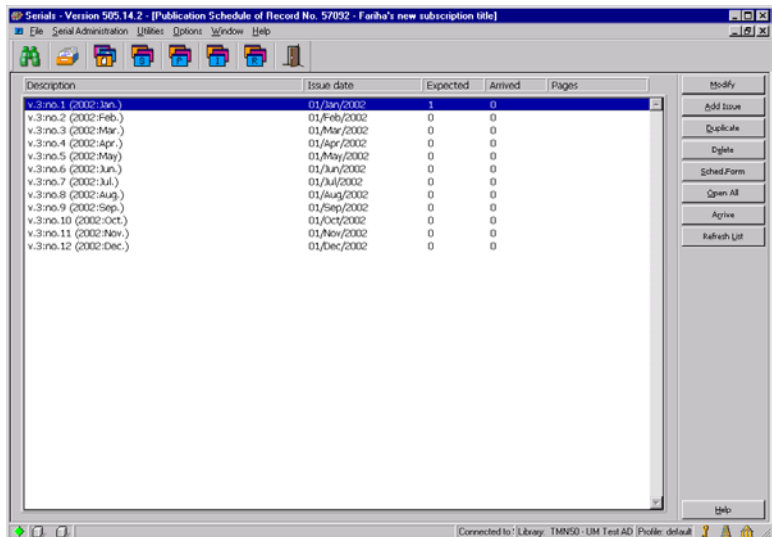 Serials - Version 505.14.2 - [Publication Schedule of Record No. 57092 - Fariha's new subscription title]
File Serial Administration Utilities Options Window Help
Description Issue date Expected Arrived Pages
v.3:no.1 (2002:Jan.) 01/Jan/2002 1 0
v.3:no.2 (2002:Feb.) 01/Feb/2002 0 0
v.3:no.3 (2002:Mar.) 01/Mar/2002 0 0
v.3:no.4 (2002:Apr.) 01/Apr/2002 0 0
v.3:no.5 (2002:May) 01/May/2002 0 0
v.3:no.6 (2002:Jun.) 01/Jun/2002 0 0
v.3:no.7 (2002:Jul.) 01/Jul/2002 0 0
v.3:no.8 (2002:Aug.) 01/Aug/2002 0 0
v.3:no.9 (2002:Sep.) 01/Sep/2002 0 0
v.3:no.10 (2002:Oct.) 01/Oct/2002 0 0
v.3:no.11 (2002:Nov.) 01/Nov/2002 0 0
v.3:no.12 (2002:Dec.) 01/Dec/2002 0 0
Modify
Add Issue
Duplicate
Delete
Sched.Form
Open All
Arrive
Refresh List
Help
Connected to: Library: TMN50 - UM Test AD Profile: default